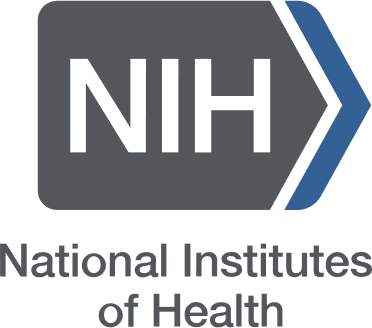 NIH
National Institutes
of Health